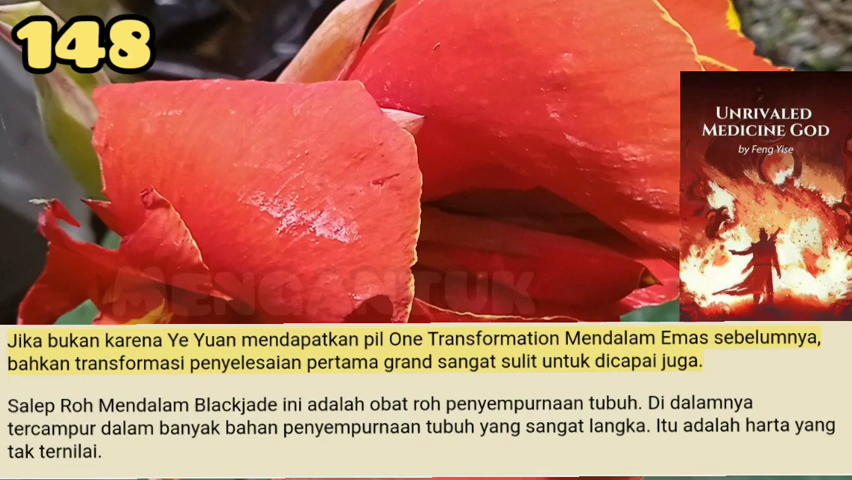 148
UNRIVALED
MEDICINE GOD
by Feng Yise
MENGANTUK
Jika bukan karena Ye Yuan mendapatkan pil One Transformation Mendalam Emas sebelumnya,
bahkan transformasi penyelesaian pertama grand sangat sulit untuk dicapai juga.
Salep Roh Mendalam Blackjade ini adalah obat roh penyempurnaan tubuh. Di dalamnya
tercampur dalam banyak bahan penyempurnaan tubuh yang sangat langka. Itu adalah harta yang
tak ternilai.